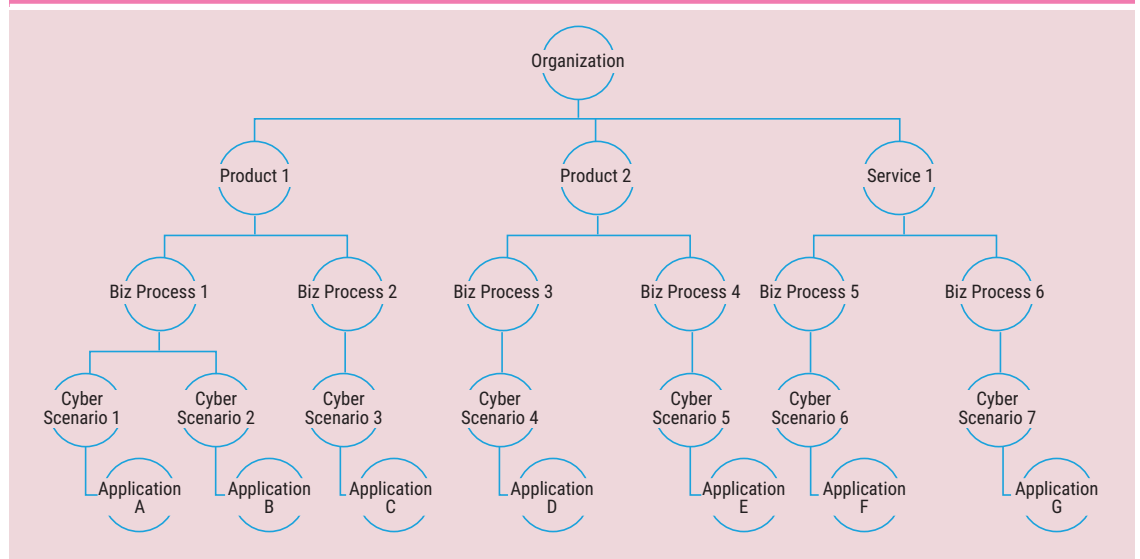 Organization
Product 1
Product 2
Service 1
Biz Process 1
Biz Process 2
Biz Process 3
Biz Process 4
Biz Process 5
Biz Process 6
Cyber
Scenario 1
Cyber
Scenario 2
Cyber
Scenario 3
Cyber
Scenario 4
Cyber
Scenario 5
Cyber
Scenario 6
Cyber
Scenario 7
Application
A
Application
B
Application
C
Application
D
Application
E
Application
F
Application
G